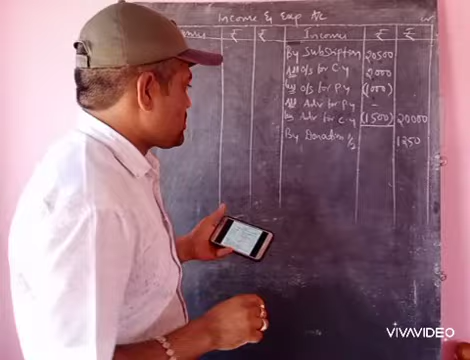 Income & Exp A/c
₹ ₹ Income ₹ ₹
By Subscription 20500
Add o/s for C.y 2000
Less o/s for P.y (1000)
Add Adv for P.y -
Less Adv for C.y (1500) 20000
By Donation 1/2 1250
VIVAVIDEO